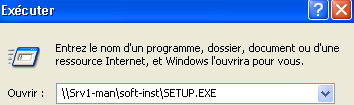 Exécuter
Entrez le nom d'un programme, dossier, document ou d'une
ressource Internet, et Windows l'ouvrira pour vous.
Ouvrir : \\Srv1-man\soft-inst\SETUP.EXE